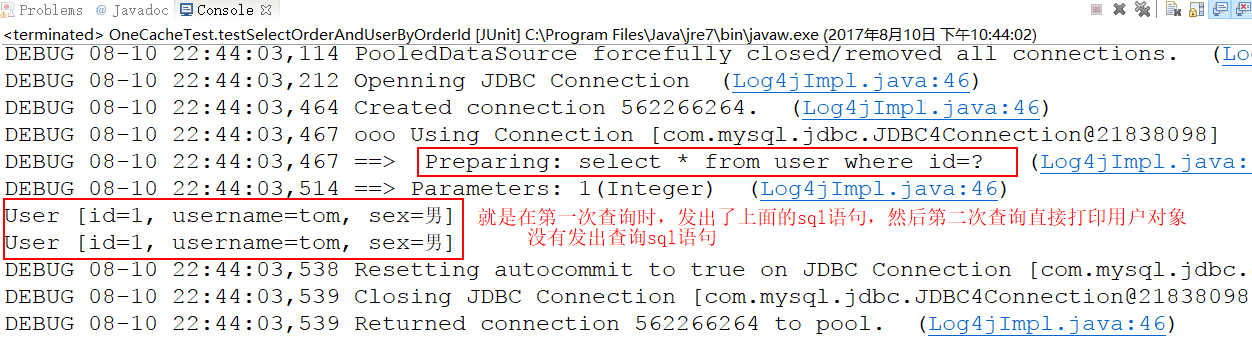 Problems @ Javadoc Console
<terminated> OneCacheTest.testSelectOrderAndUserByOrderId [JUnit] C:\Program Files\Java\jre7\bin\javaw.exe (2017年8月10日 下午10:44:02)
DEBUG 08-10 22:44:03,114 PooledDataSource forcefully closed/removed all connections. (Lo
DEBUG 08-10 22:44:03,212 Openning JDBC Connection (Log4jImpl.java:46)
DEBUG 08-10 22:44:03,464 Created connection 562266264. (Log4jImpl.java:46)
DEBUG 08-10 22:44:03,467 ooo Using Connection [com.mysql.jdbc.JDBC4Connection@21838098]
DEBUG 08-10 22:44:03,467 ==> Preparing: select * from user where id=? (Log4jImpl.java:
DEBUG 08-10 22:44:03,514 ==> Parameters: 1(Integer) (Log4jImpl.java:46)
User [id=1, username=tom, sex=男] 就是在第一次查询时，发出了上面的sql语句，然后第二次查询直接打印用户对象
User [id=1, username=tom, sex=男] 没有发出查询sql语句
DEBUG 08-10 22:44:03,538 Resetting autocommit to true on JDBC Connection [com.mysql.jdbc.
DEBUG 08-10 22:44:03,539 Closing JDBC Connection [com.mysql.jdbc.JDBC4Connection@21838098
DEBUG 08-10 22:44:03,539 Returned connection 562266264 to pool. (Log4jImpl.java:46)